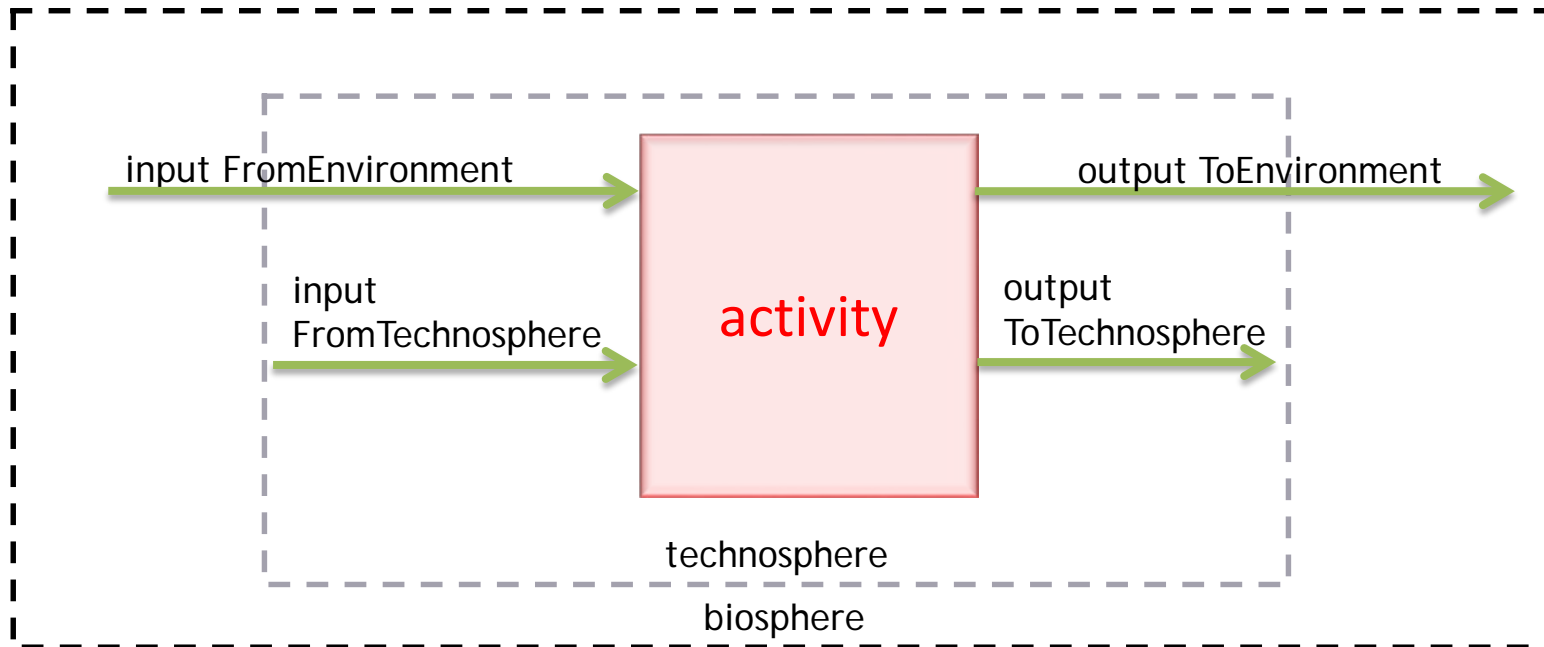 input FromEnvironment
output ToEnvironment
input
FromTechnosphere
activity
output
ToTechnosphere
technosphere
biosphere